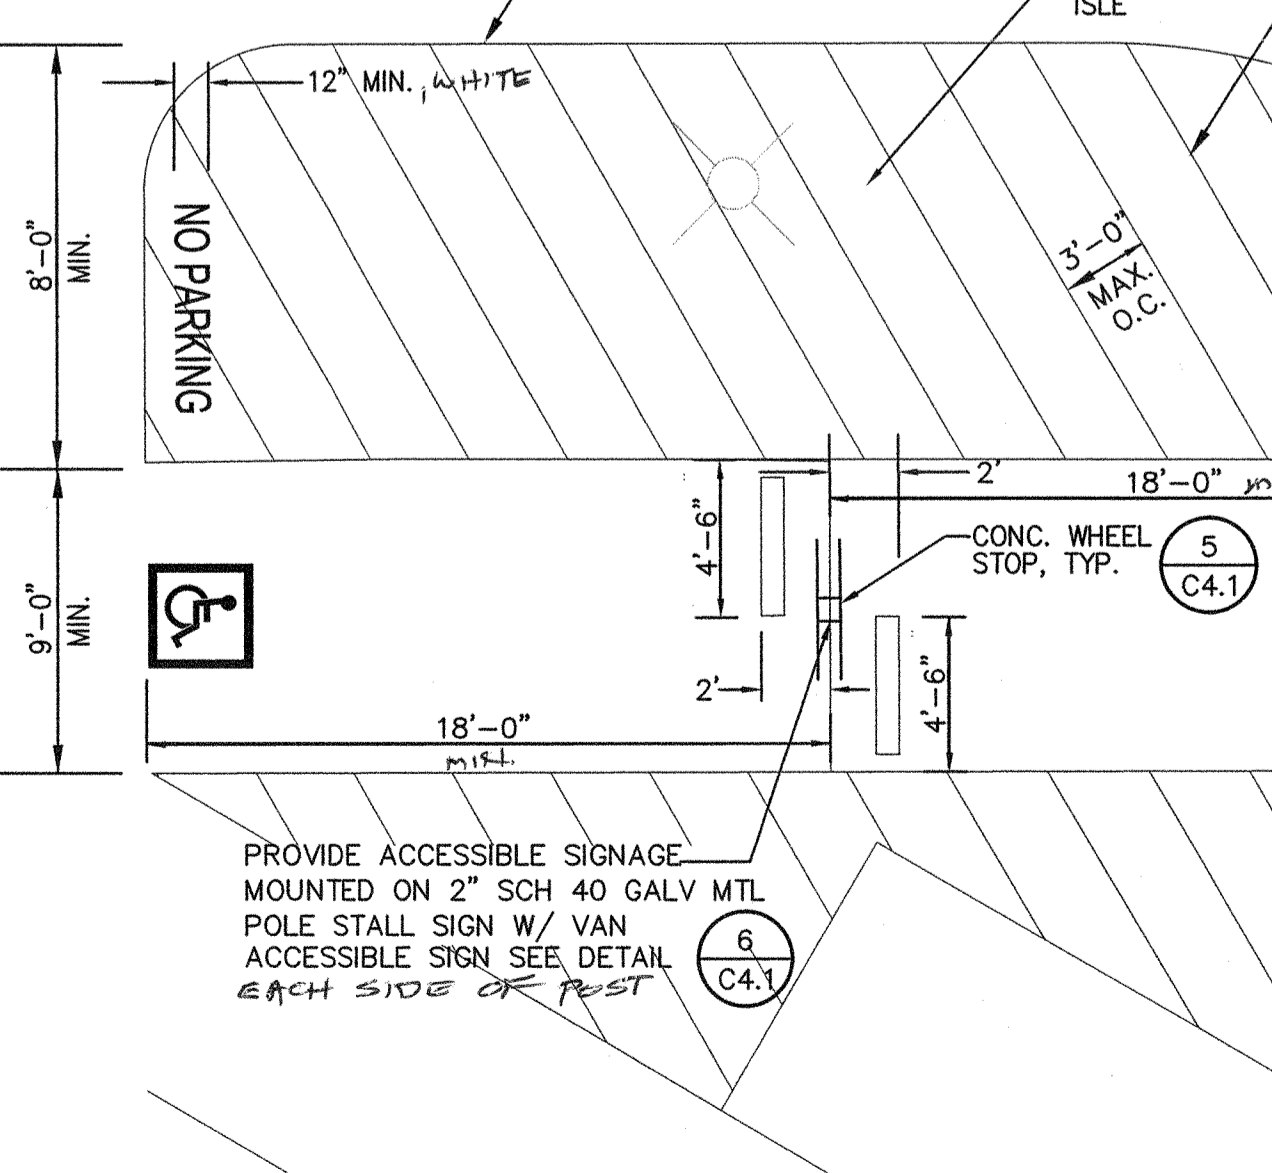 ISLE
12" MIN., WHITE
8'-0"
MIN.
NO PARKING
3'-0"
MAX.
O.C.
2'
18'-0"
4'-6"
CONC. WHEEL
STOP, TYP.
5
C4.1
9'-0"
MIN.
2'
4'-6"
18'-0"
MIN.
PROVIDE ACCESSIBLE SIGNAGE
MOUNTED ON 2" SCH 40 GALV MTL
POLE STALL SIGN W/ VAN
ACCESSIBLE SIGN SEE DETAIL
EACH SIDE OF POST
6
C4.1